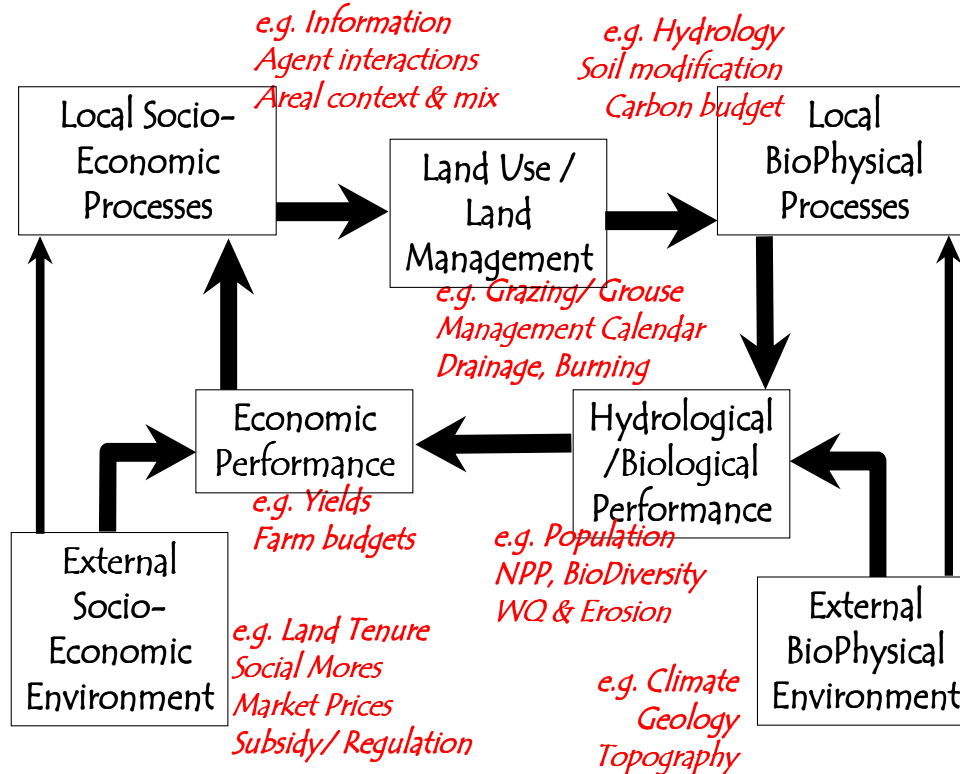 e.g. Information
Agent interactions
Areal context & mix
e.g. Hydrology
Soil modification
Carbon budget
Local Socio-
Economic
Processes
Land Use /
Land
Management
Local
BioPhysical
Processes
e.g. Grazing/ Grouse
Management Calendar
Drainage, Burning
Economic
Performance
e.g. Yields
Farm budgets
Hydrological
/Biological
Performance
e.g. Population
NPP, BioDiversity
WQ & Erosion
External
Socio-
Economic
Environment
e.g. Land Tenure
Social Mores
Market Prices
Subsidy/ Regulation
External
BioPhysical
Environment
e.g. Climate
Geology
Topography